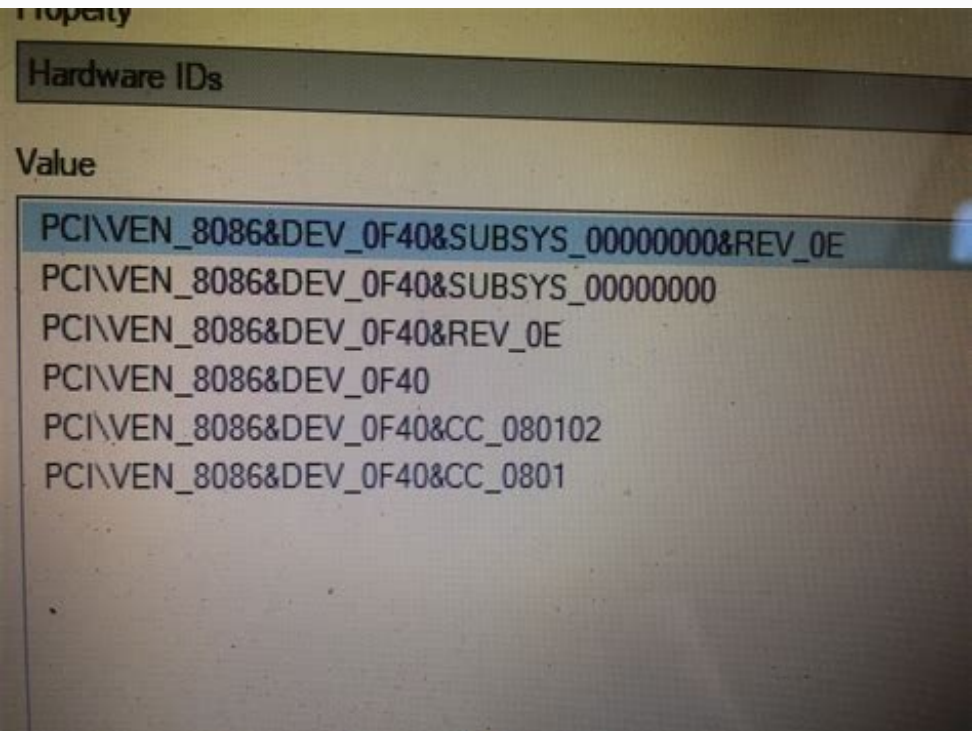 Property
Hardware IDs
Value
PCI\VEN_8086&DEV_0F40&SUBSYS_00000000&REV_0E
PCI\VEN_8086&DEV_0F40&SUBSYS_00000000
PCI\VEN_8086&DEV_0F40&REV_0E
PCI\VEN_8086&DEV_0F40
PCI\VEN_8086&DEV_0F40&CC_080102
PCI\VEN_8086&DEV_0F40&CC_0801